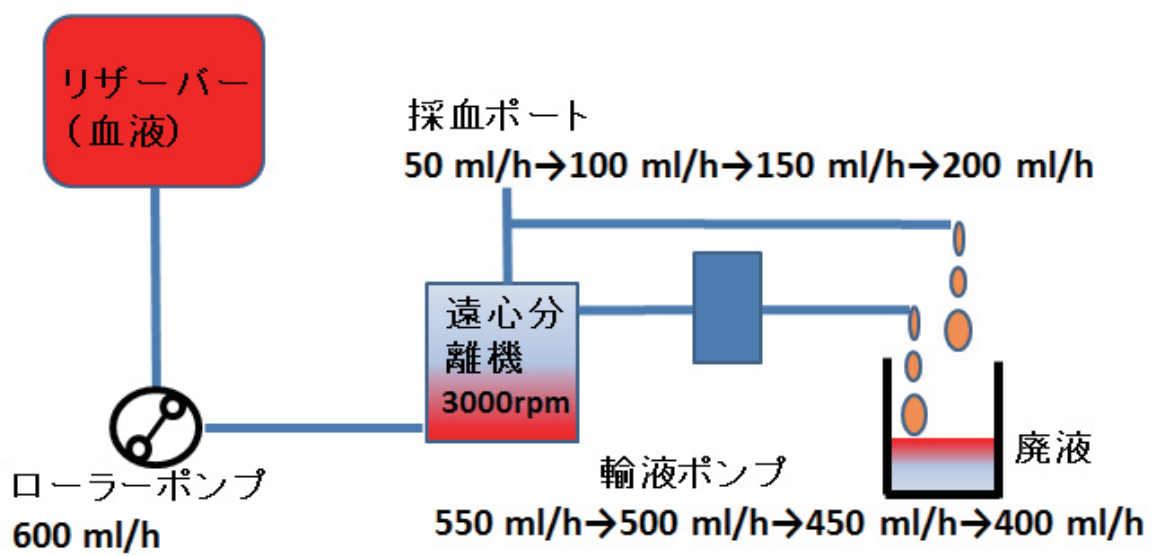 リザーバー
（血液）
採血ポート
50 ml/h→100 ml/h→150 ml/h→200 ml/h
遠心分
離機
3000rpm
ローラーポンプ
600 ml/h
輸液ポンプ
550 ml/h→500 ml/h→450 ml/h→400 ml/h
廃液